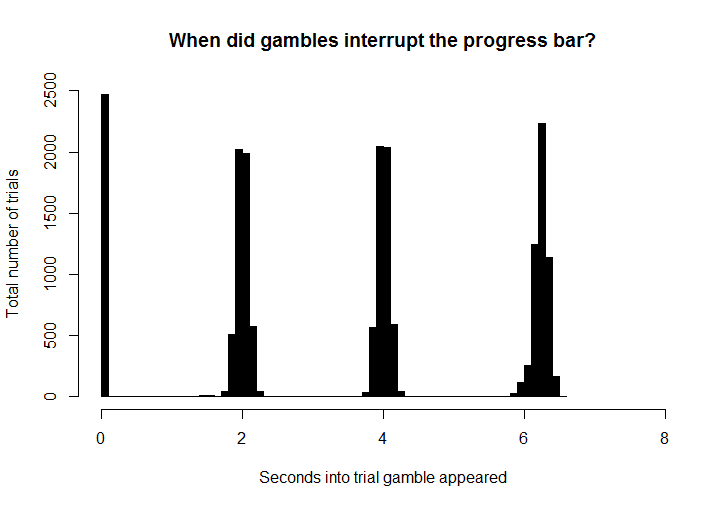 When did gambles interrupt the progress bar?
Total number of trials
2500
2000
1500
1000
500
0
0 2 4 6 8
Seconds into trial gamble appeared